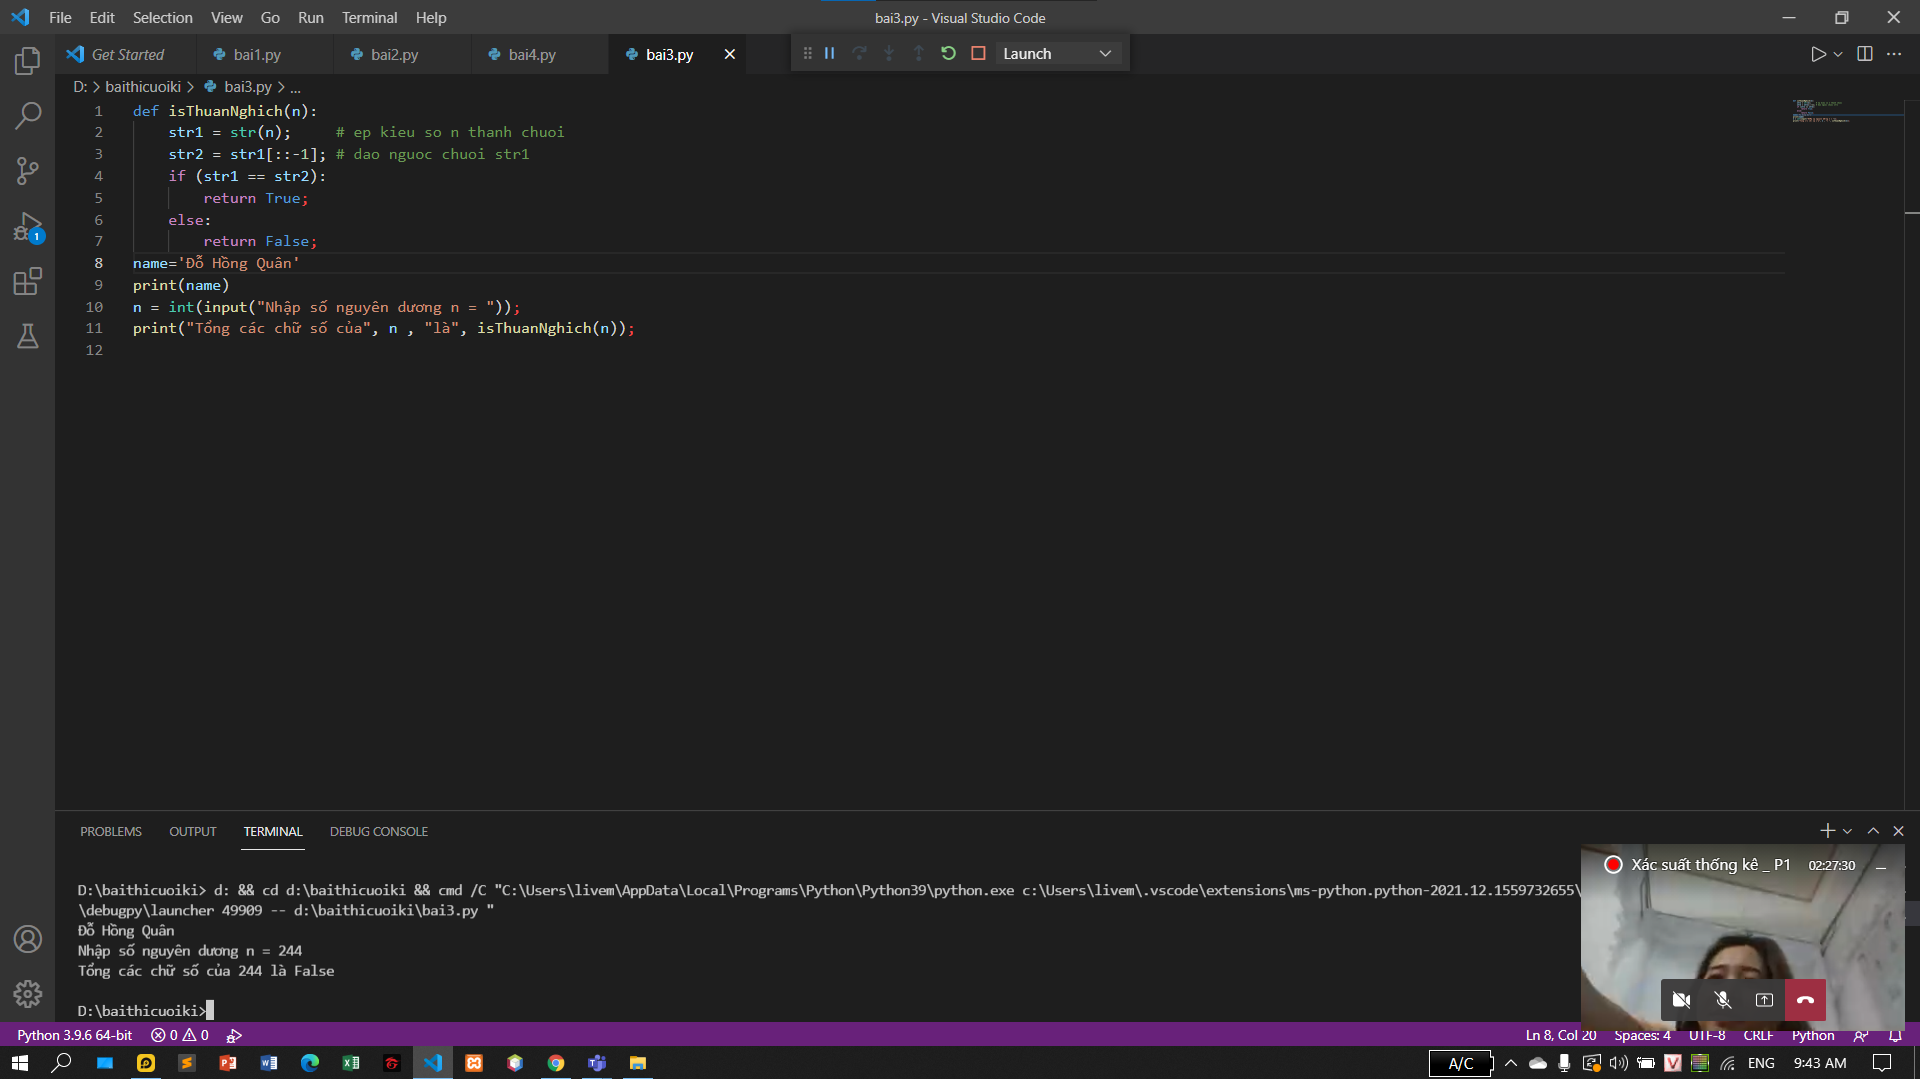 File Edit Selection View Go Run Terminal Help
bai3.py - Visual Studio Code
Get Started bai1.py bai2.py bai4.py bai3.py
Launch
D: > baithicuoiki > bai3.py > ...
1 def isThuanNghich(n):
2 str1 = str(n); # ep kieu so n thanh chuoi
3 str2 = str1[::-1]; # dao nguoc chuoi str1
4 if (str1 == str2):
5 return True;
6 else:
7 return False;
8 name='Đỗ Hồng Quân'
9 print(name)
10 n = int(input("Nhập số nguyên dương n = "));
11 print("Tổng các chữ số của", n , "là", isThuanNghich(n));
12
1
PROBLEMS OUTPUT TERMINAL DEBUG CONSOLE
D:\baithicuoiki> d: && cd d:\baithicuoiki && cmd /C "C:\Users\livem\AppData\Local\Programs\Python\Python39\python.exe c:\Users\livem\.vscode\extensions\ms-python.python-2021.12.1559732655\
\debugpy\launcher 49909 -- d:\baithicuoiki\bai3.py "
Đỗ Hồng Quân
Nhập số nguyên dương n = 244
Tổng các chữ số của 244 là False
D:\baithicuoiki>
Xác suất thống kê _ P1 02:27:30
Python 3.9.6 64-bit 0 0
Ln 8, Col 20 Spaces: 4 UTF-8 CRLF Python
A/C ENG 9:43 AM